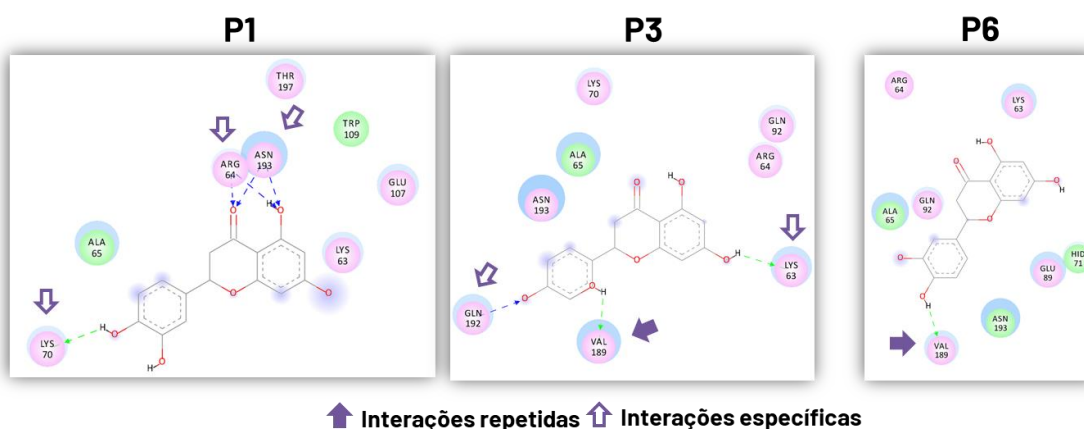 P1
P3
P6
THR
197
TRP
109
ARG
64
ASN
193
GLU
107
ALA
65
LYS
63
LYS
70
O
H
O
O
O
H
O
O
H
LYS
70
GLN
92
ARG
64
ALA
65
ASN
193
LYS
63
GLN
192
VAL
189
O
H
O
O
O
H
O
O
H
ARG
64
LYS
63
ALA
65
GLN
92
HID
71
GLU
89
ASN
193
VAL
189
H
O
O
O
O
H
O
O
H
Interações repetidas
Interações específicas